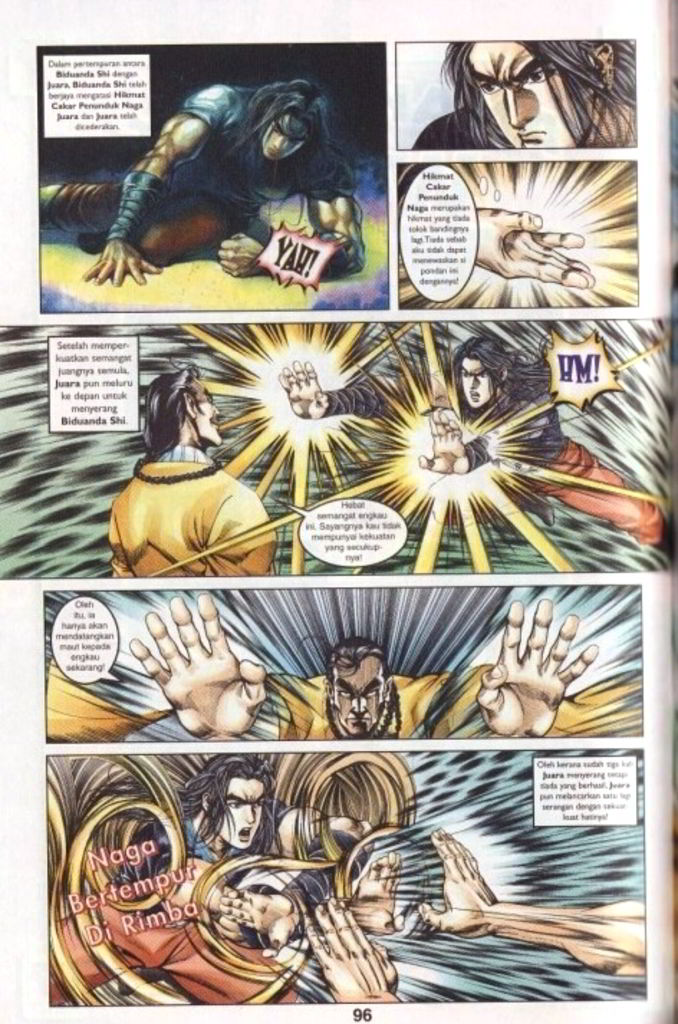 Dalam pertempuran antara
Biduanda Shi dengan
Juara, Biduanda Shi telah
berjaya mengatasi Hikmat
Cakar Penunduk Naga
Juara dan Juara telah
dicederakan.
YAH!
Hikmat
Cakar
Penunduk
Naga merupakan
hikmat yang tiada
tolok bandingnya
lagi. Tiada sebab
aku tidak dapat
menewaskan si
pondan ini
dengannya!
Setelah memper-
kuatkan semangat
juangnya semula,
Juara pun meluru
ke depan untuk
menyerang
Biduanda Shi.
HM!
Hebat
semangat engkau
ini. Sayangnya kau tidak
mempunyai kekuatan
yang secukup-
nya!
Oleh
itu, ia
hanya akan
mendatangkan
maut kepada
engkau
sekarang!
Oleh kerana sudah tiga kali
Juara menyerang tetapi
tiada yang berhasil, Juara
pun melancarkan satu lagi
serangan dengan sekuat
kuat hatinya!
Naga
Bertempur
Di Rimba
96